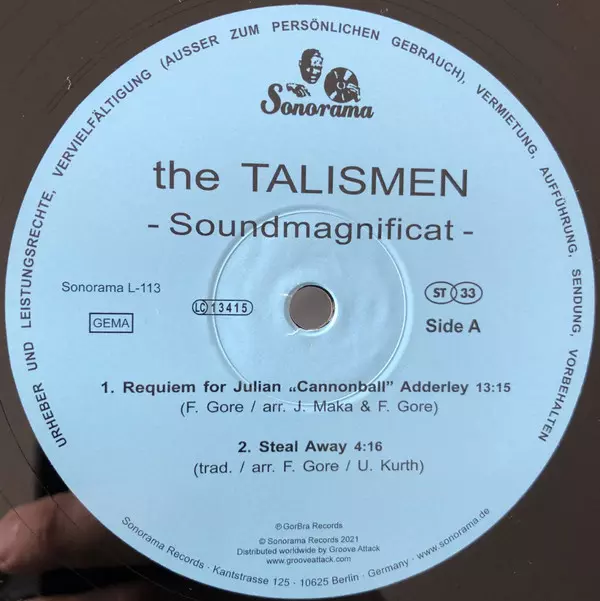 URHEBER UND LEISTUNGSRECHTE, VERVIELFÄLTIGUNG (AUSSER ZUM PERSÖNLICHEN GEBRAUCH), VERMIETUNG, AUFFÜHRUNG, SENDUNG, VORBEHALTEN
Sonorama
the TALISMEN
- Soundmagnificat -
Sonorama L-113
LC 13415
ST 33
GEMA
Side A
1. Requiem for Julian „Cannonball” Adderley 13:15
(F. Gore / arr. J. Maka & F. Gore)
2. Steal Away 4:16
(trad. / arr. F. Gore / U. Kurth)
℗ GorBra Records
© Sonorama Records 2021
Distributed worldwide by Groove Attack
www.grooveattack.com
Sonorama Records - Kantstrasse 125 - 10625 Berlin - Germany - www.sonorama.de